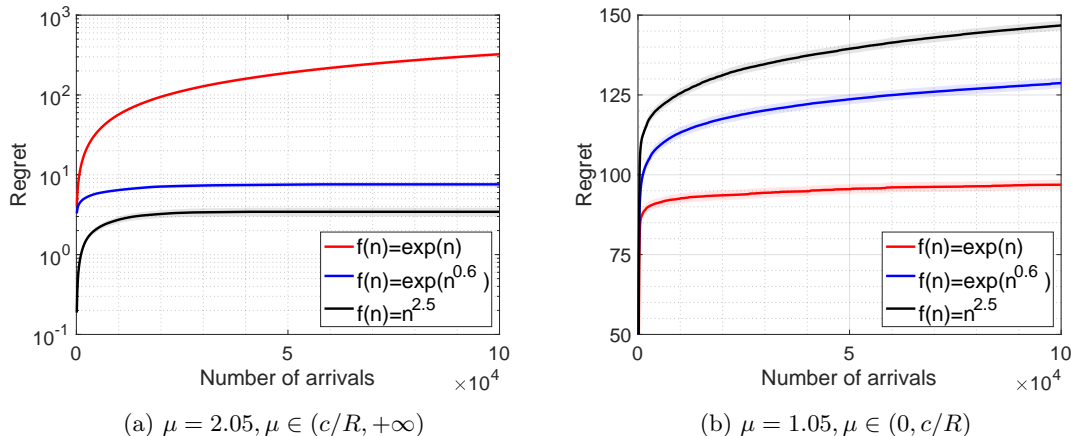 10^3
10^2
10^1
10^0
10^-1
Regret
f(n)=exp(n)
f(n)=exp(n^0.6)
f(n)=n^2.5
0 5 10
Number of arrivals
×10^4
(a) μ = 2.05, μ ∈ (c/R, +∞)
150
125
100
75
50
Regret
f(n)=exp(n)
f(n)=exp(n^0.6)
f(n)=n^2.5
0 5 10
Number of arrivals
×10^4
(b) μ = 1.05, μ ∈ (0, c/R)